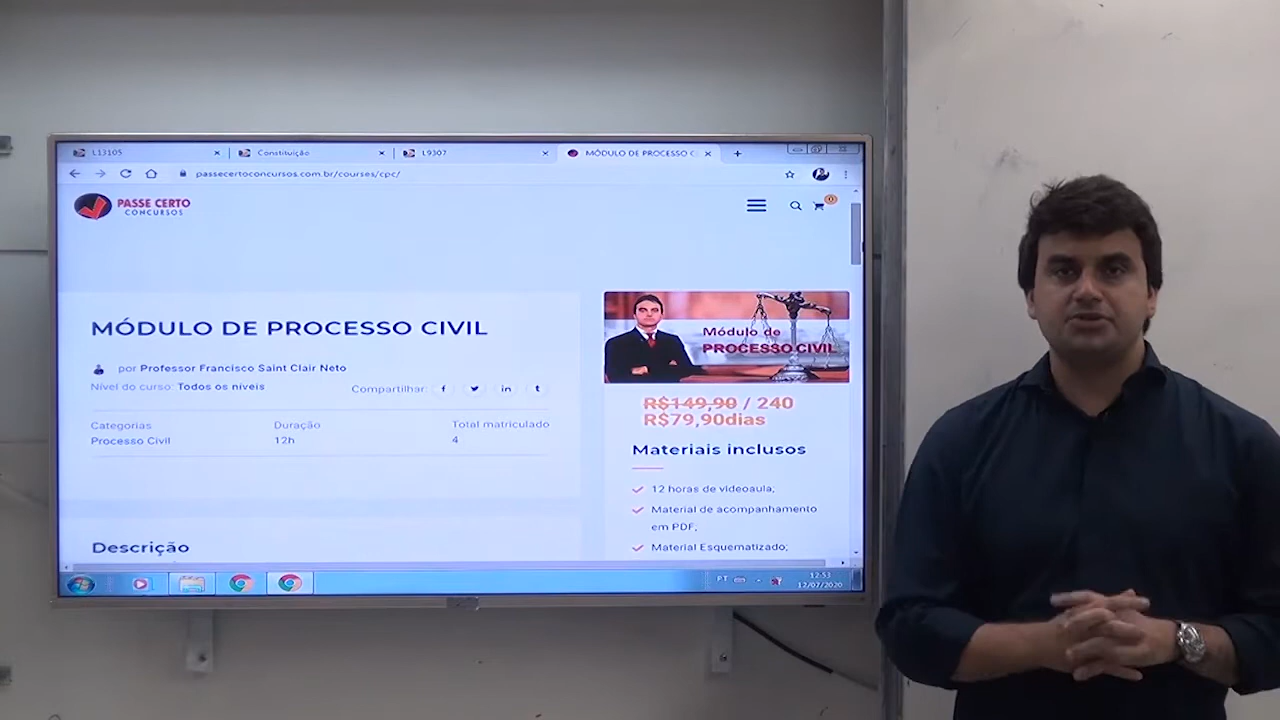 L13105
Constituição
L9307
MÓDULO DE PROCESSO C
passecertoconcursos.com.br/courses/cpc/
PASSE CERTO
CONCURSOS
0
MÓDULO DE PROCESSO CIVIL
por Professor Francisco Saint Clair Neto
Nível do curso: Todos os níveis
Compartilhar:
Categorias
Duração
Total matriculado
Processo Civil
12h
4
Descrição
Módulo de
PROCESSO CIVIL
R$149,90 / 240
R$79,90dias
Materiais inclusos
12 horas de videoaula;
Material de acompanhamento
em PDF;
Material Esquematizado;
PT
12:53
12/07/2020